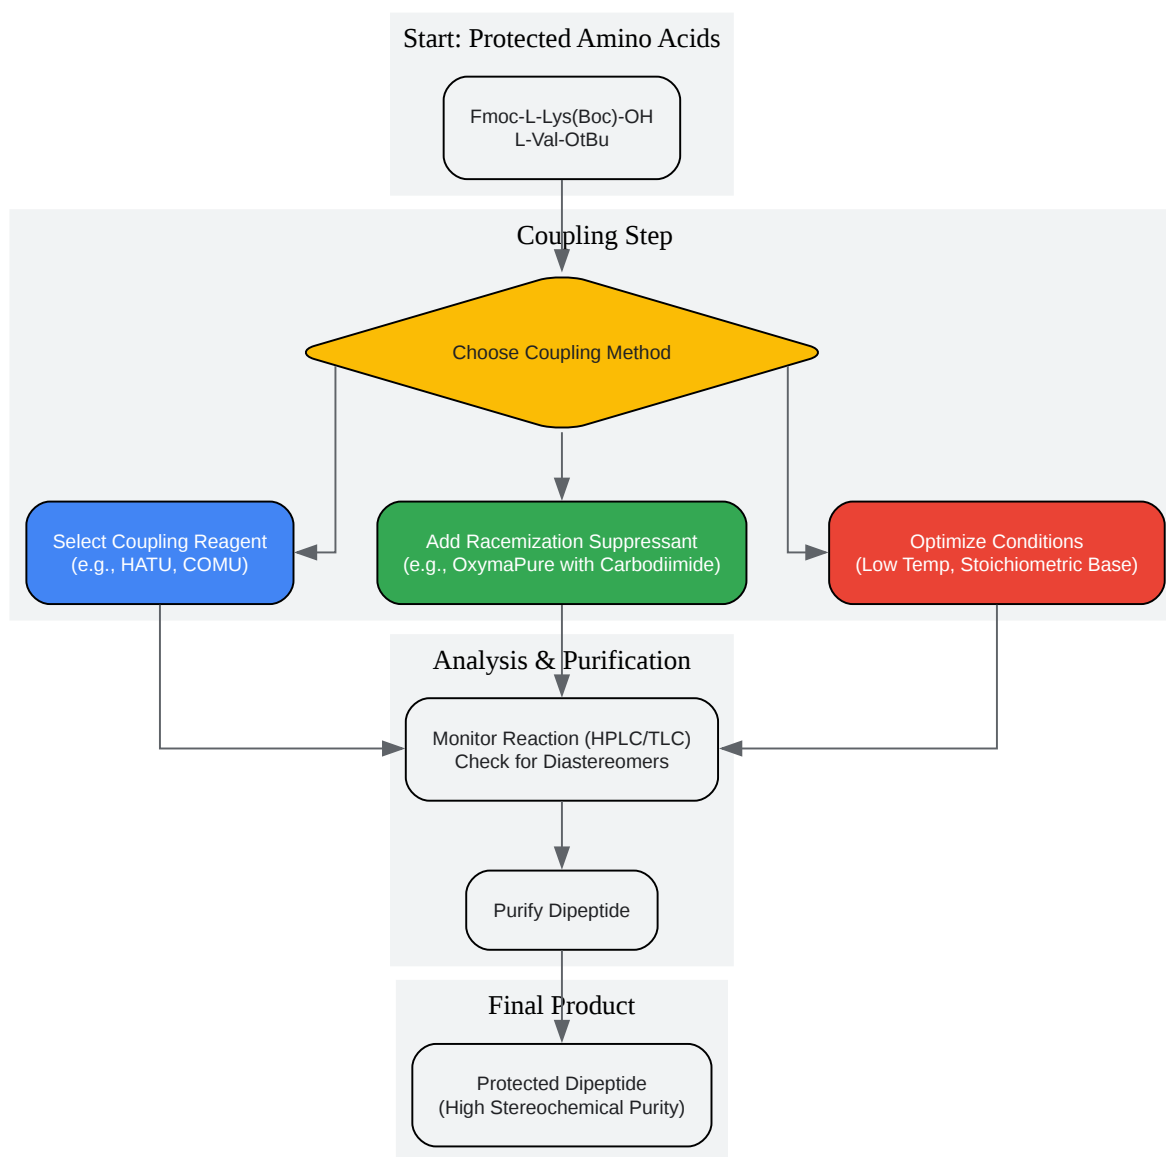 Start: Protected Amino Acids
Fmoc-L-Lys(Boc)-OH
L-Val-OtBu
Coupling Step
Choose Coupling Method
Select Coupling Reagent
(e.g., HATU, COMU)
Add Racemization Suppressant
(e.g., OxymaPure with Carbodiimide)
Optimize Conditions
(Low Temp, Stoichiometric Base)
Analysis & Purification
Monitor Reaction (HPLC/TLC)
Check for Diastereomers
Purify Dipeptide
Final Product
Protected Dipeptide
(High Stereochemical Purity)